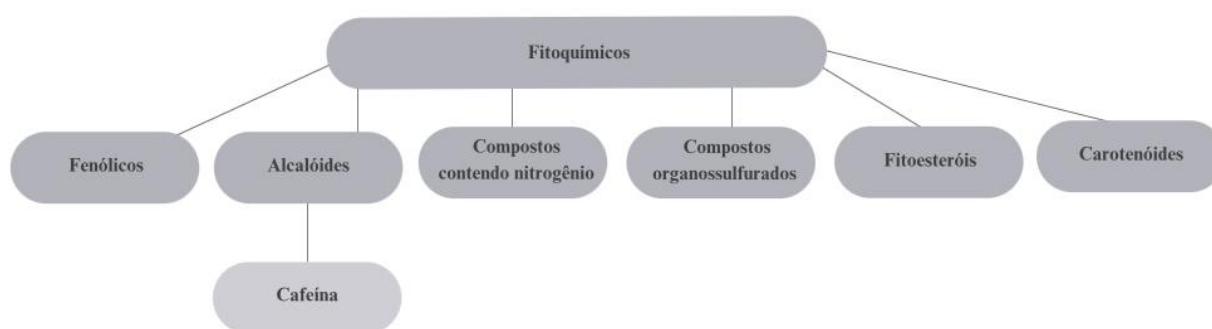 Fitoquímicos
Fenólicos
Alcalóides
Compostos
contendo nitrogênio
Compostos
organossulfurados
Fitoesteróis
Carotenóides
Cafeína